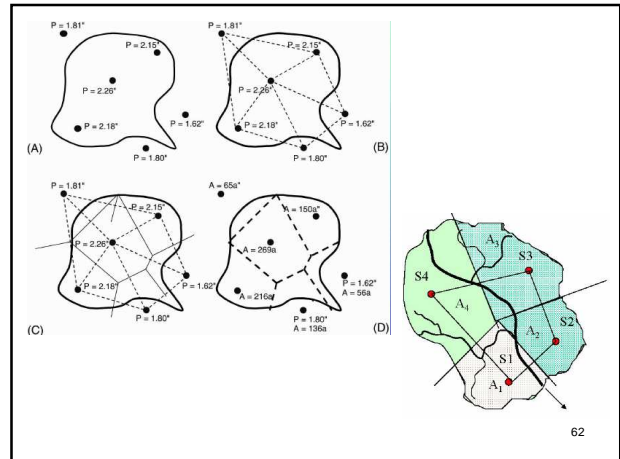 P = 1.81"
P = 2.15"
P = 2.26"
P = 2.18"
P = 1.62"
P = 1.80"
(A)
P = 1.81"
P = 2.15"
P = 2.26"
P = 2.18"
P = 1.62"
P = 1.80"
(B)
P = 1.81"
P = 2.15"
P = 2.26"
P = 2.18"
P = 1.62"
P = 1.80"
(C)
A = 65a"
A = 150a"
A = 269a
A = 216a
P = 1.62"
A = 56a
P = 1.80"
A = 136a
(D)
A3
S3
S4
A4
S2
A2
S1
A1
62